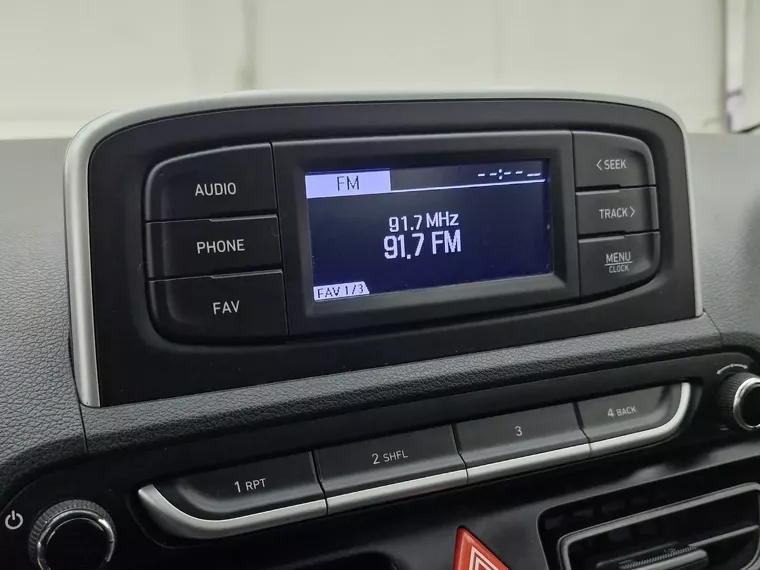 AUDIO
PHONE
FAV
FM
--:--
91.7 MHz
91.7 FM
FAV 1/3
< SEEK
TRACK >
MENU
CLOCK
1 RPT
2 SHFL
3
4 BACK